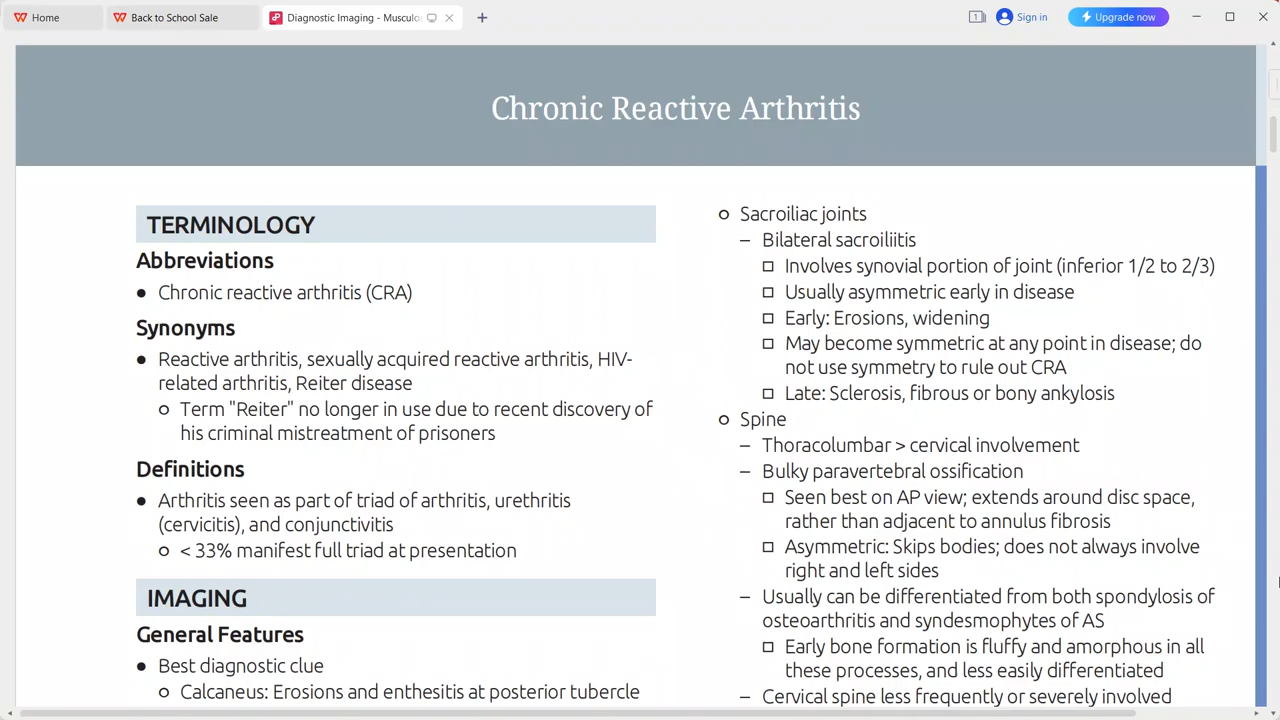 Home
Back to School Sale
Diagnostic Imaging - Musculo
1
Sign in
Upgrade now
Chronic Reactive Arthritis
TERMINOLOGY
Abbreviations
● Chronic reactive arthritis (CRA)
Synonyms
● Reactive arthritis, sexually acquired reactive arthritis, HIV-
related arthritis, Reiter disease
○ Term "Reiter" no longer in use due to recent discovery of
his criminal mistreatment of prisoners
Definitions
● Arthritis seen as part of triad of arthritis, urethritis
(cervicitis), and conjunctivitis
○ < 33% manifest full triad at presentation
IMAGING
General Features
● Best diagnostic clue
○ Calcaneus: Erosions and enthesitis at posterior tubercle
○ Sacroiliac joints
– Bilateral sacroiliitis
□ Involves synovial portion of joint (inferior 1/2 to 2/3)
□ Usually asymmetric early in disease
□ Early: Erosions, widening
□ May become symmetric at any point in disease; do
not use symmetry to rule out CRA
□ Late: Sclerosis, fibrous or bony ankylosis
○ Spine
– Thoracolumbar > cervical involvement
– Bulky paravertebral ossification
□ Seen best on AP view; extends around disc space,
rather than adjacent to annulus fibrosis
□ Asymmetric: Skips bodies; does not always involve
right and left sides
– Usually can be differentiated from both spondylosis of
osteoarthritis and syndesmophytes of AS
□ Early bone formation is fluffy and amorphous in all
these processes, and less easily differentiated
– Cervical spine less frequently or severely involved